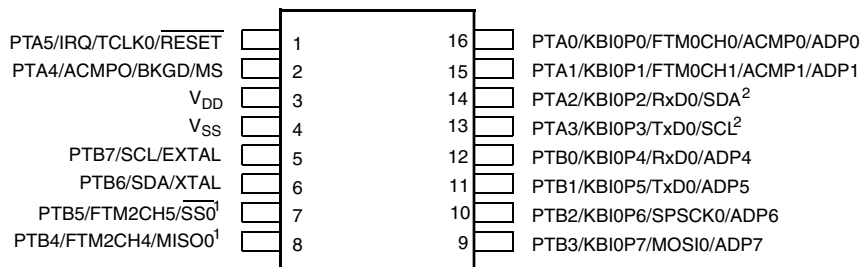 PTA5/IRQ/TCLK0/RESET 1
PTA4/ACMPO/BKGD/MS 2
VDD 3
VSS 4
PTB7/SCL/EXTAL 5
PTB6/SDA/XTAL 6
PTB5/FTM2CH5/SS0¹ 7
PTB4/FTM2CH4/MISO0¹ 8
16 PTA0/KBI0P0/FTM0CH0/ACMP0/ADP0
15 PTA1/KBI0P1/FTM0CH1/ACMP1/ADP1
14 PTA2/KBI0P2/RxD0/SDA²
13 PTA3/KBI0P3/TxD0/SCL²
12 PTB0/KBI0P4/RxD0/ADP4
11 PTB1/KBI0P5/TxD0/ADP5
10 PTB2/KBI0P6/SPSCK0/ADP6
9 PTB3/KBI0P7/MOSI0/ADP7